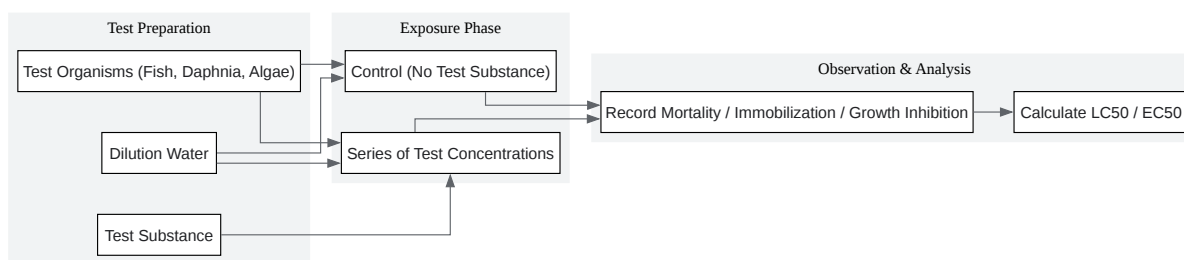 Test Preparation
Exposure Phase
Test Organisms (Fish, Daphnia, Algae)
Control (No Test Substance)
Observation & Analysis
Record Mortality / Immobilization / Growth Inhibition
Calculate LC50 / EC50
Dilution Water
Series of Test Concentrations
Test Substance